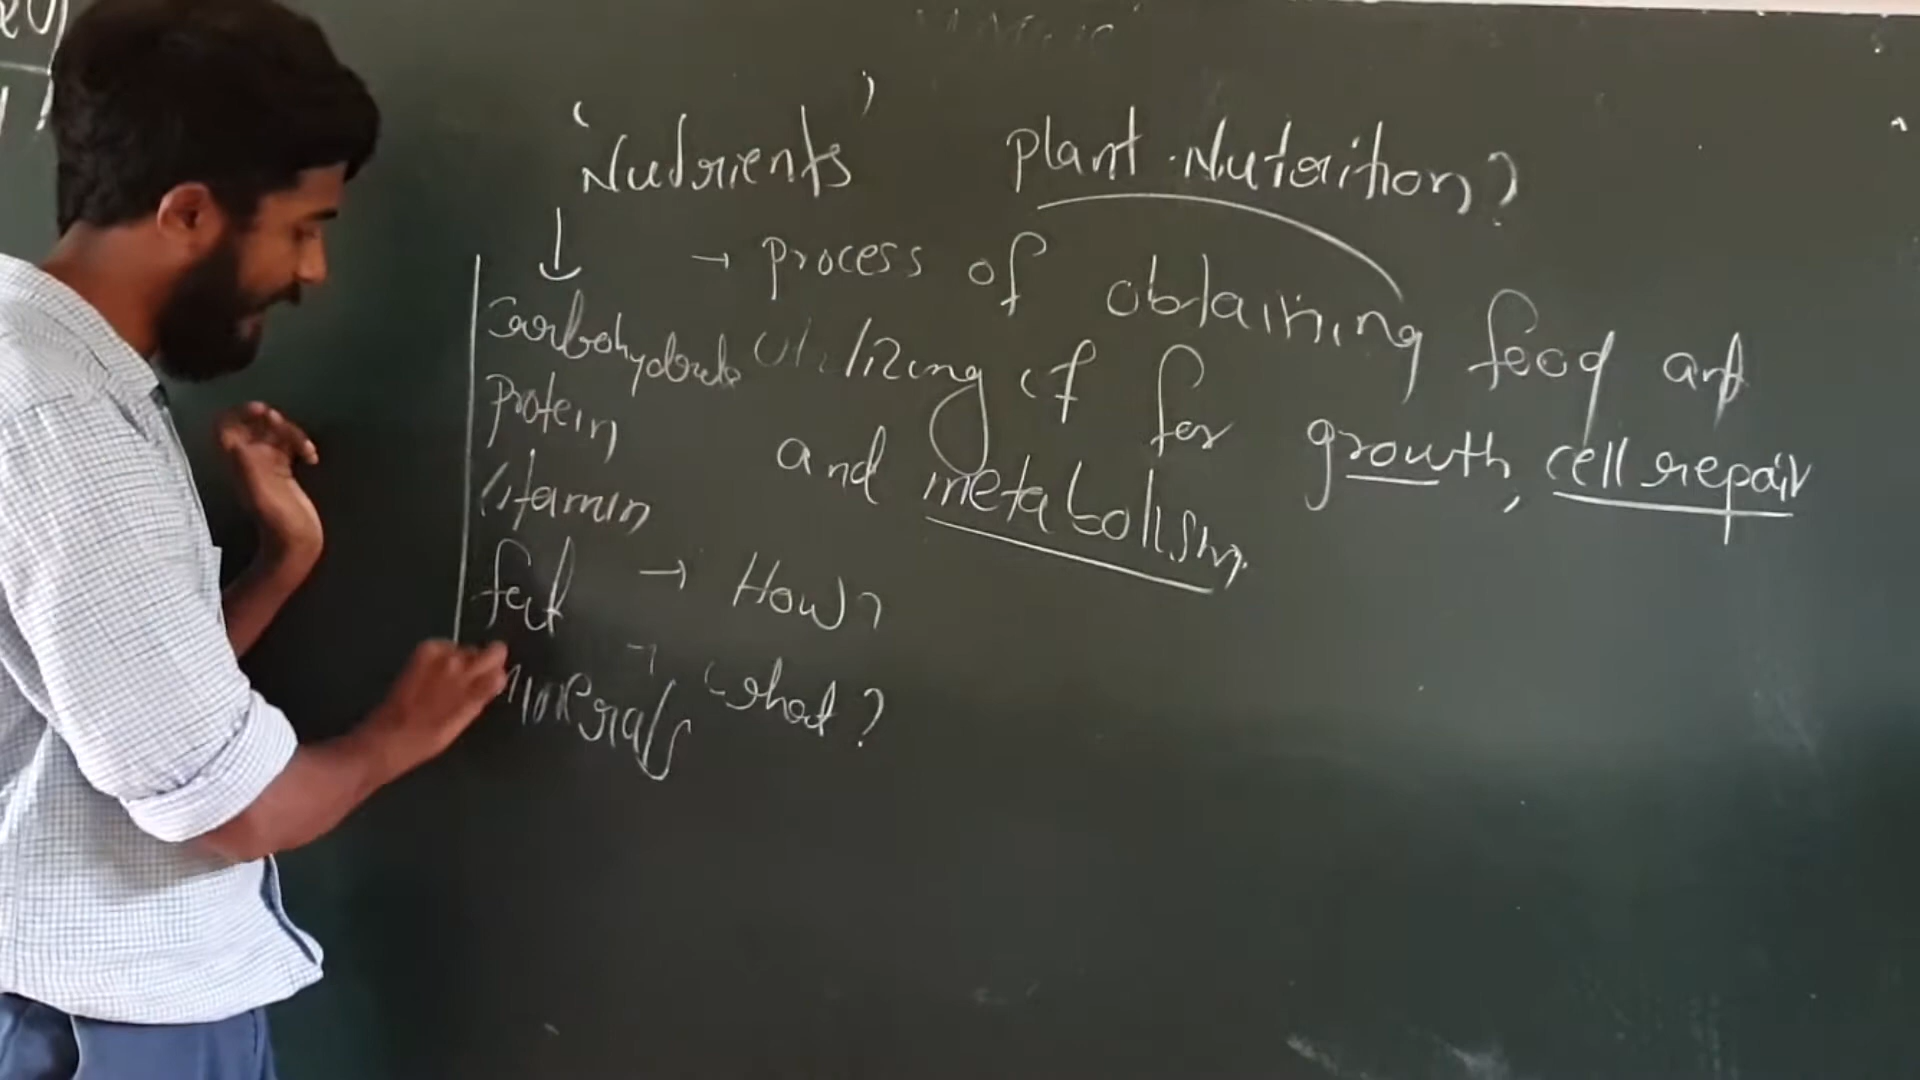 'Nutrients' plant Nutrition?
→ process of obtaining food and
utilizing it for growth, cell repair
and metabolism.
Carbohydrate
protein
vitamin
fat
minerals
→ How?
→ what?